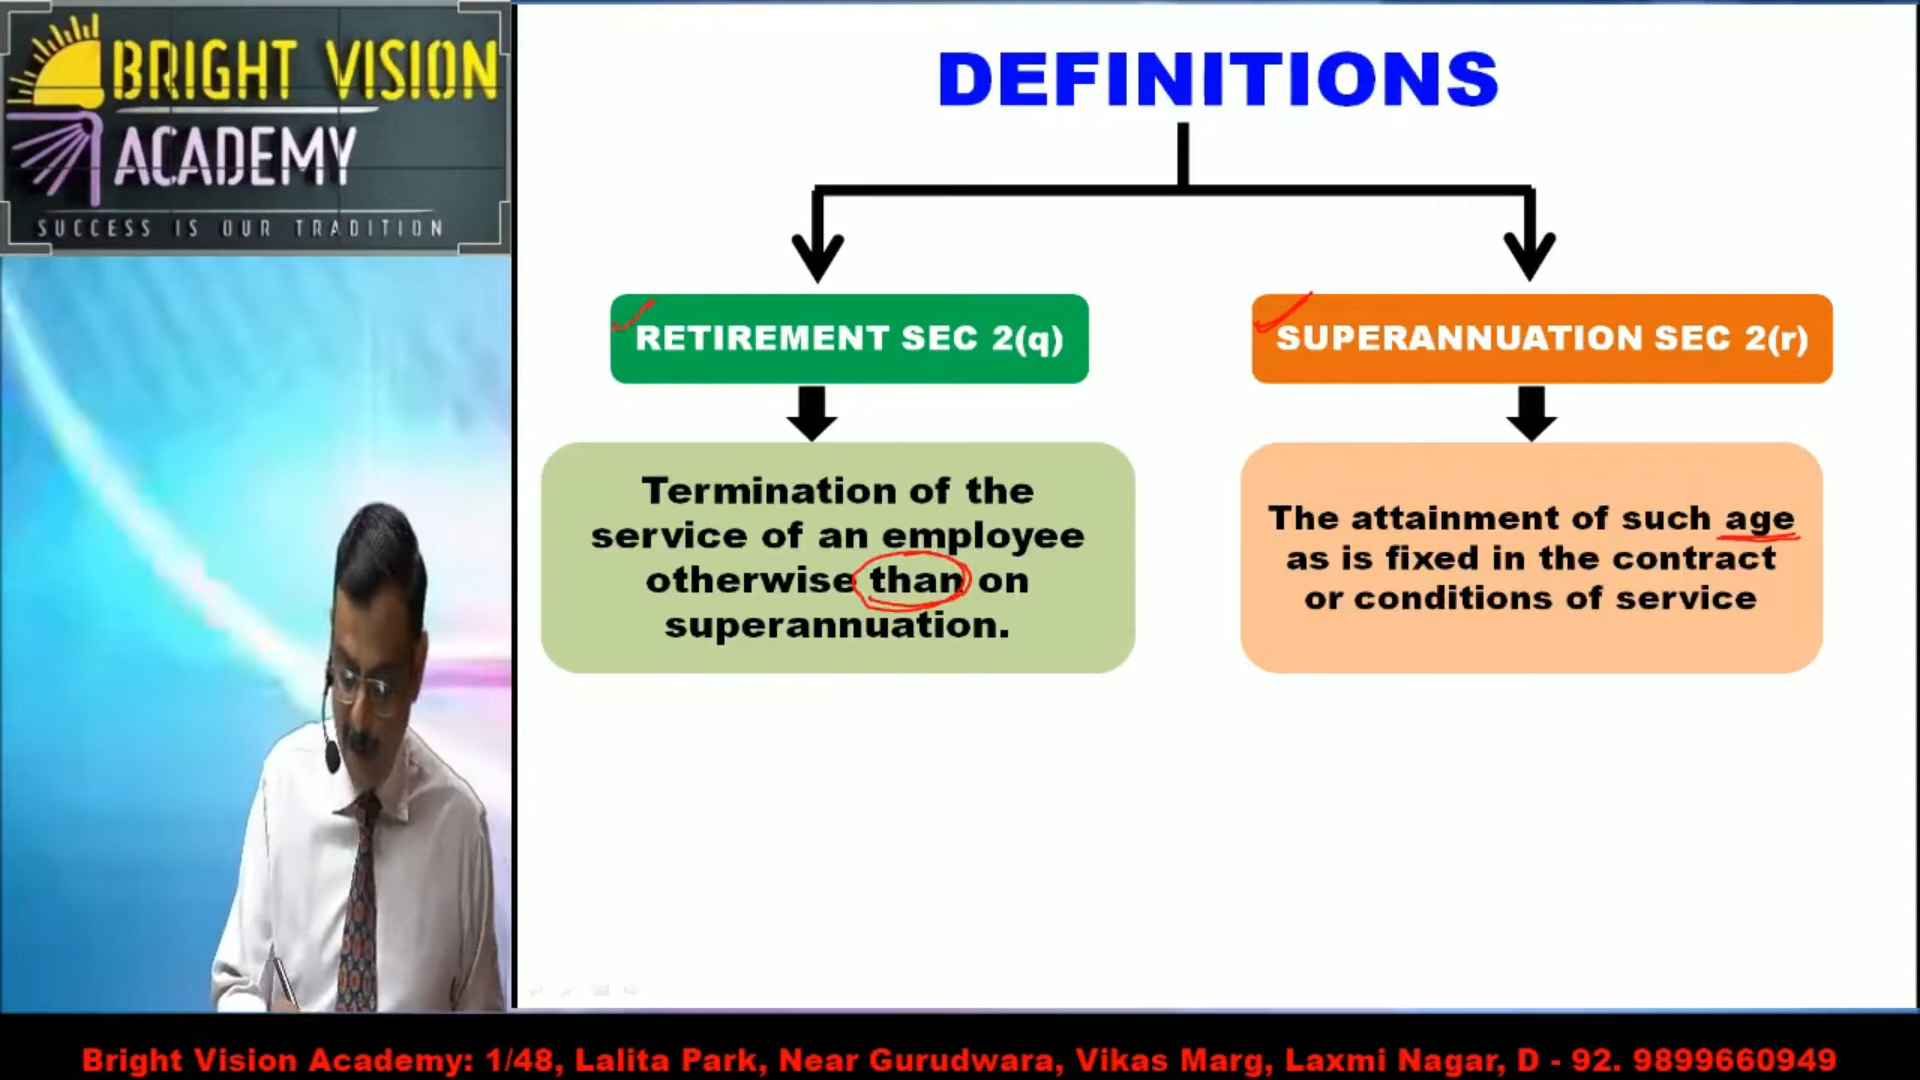 BRIGHT VISION
ACADEMY
SUCCESS IS OUR TRADITION
DEFINITIONS
RETIREMENT SEC 2(q)
Termination of the
service of an employee
otherwise than on
superannuation.
SUPERANNUATION SEC 2(r)
The attainment of such age
as is fixed in the contract
or conditions of service
Bright Vision Academy: 1/48, Lalita Park, Near Gurudwara, Vikas Marg, Laxmi Nagar, D - 92. 9899660949